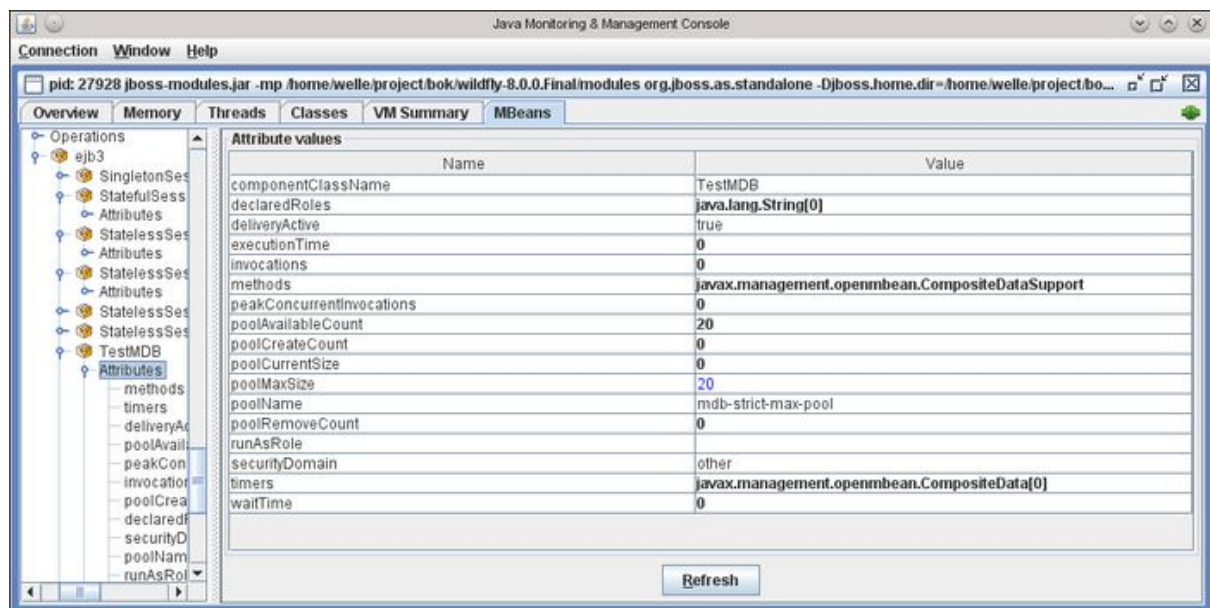 Java Monitoring & Management Console
Connection Window Help
pid: 27928 jboss-modules.jar -mp /home/welle/project/bok/wildfly-8.0.0.Final/modules org.jboss.as.standalone -Djboss.home.dir=/home/welle/project/bo...
Overview Memory Threads Classes VM Summary MBeans
Operations
ejb3
SingletonSes
StatefulSess
Attributes
StatelessSes
Attributes
StatelessSes
Attributes
StatelessSes
StatelessSes
TestMDB
Attributes
methods
timers
deliveryAc
poolAvail
peakCon
invocation
poolCrea
declared
securityD
poolNam
runAsRol
Attribute values
Name Value
componentClassName TestMDB
declaredRoles java.lang.String[0]
deliveryActive true
executionTime 0
invocations 0
methods javax.management.openmbean.CompositeDataSupport
peakConcurrentInvocations 0
poolAvailableCount 20
poolCreateCount 0
poolCurrentSize 0
poolMaxSize 20
poolName mdb-strict-max-pool
poolRemoveCount 0
runAsRole
securityDomain other
timers javax.management.openmbean.CompositeData[0]
waitTime 0
Refresh